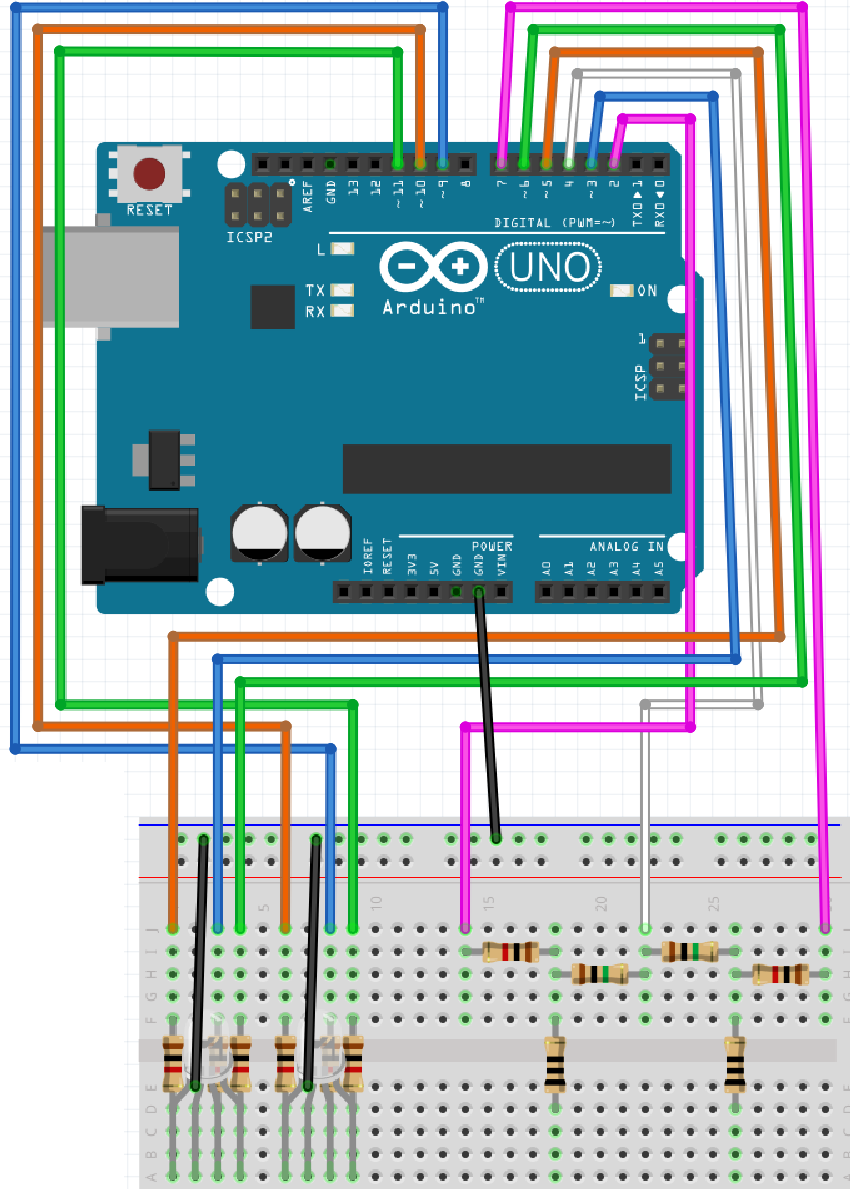 RESET
ICSP2
AREF
GND
13
12
~11
~10
~9
8
7
~6
~5
4
~3
2
TX0▶1
RX0◀0
DIGITAL (PWM=~)
L
TX
RX
UNO
Arduino™
ON
1
ICSP
IOREF
RESET
3V3
5V
GND
GND
VIN
POWER
ANALOG IN
A0
A1
A2
A3
A4
A5
5
10
15
20
25
J
I
H
G
F
E
D
C
B
A